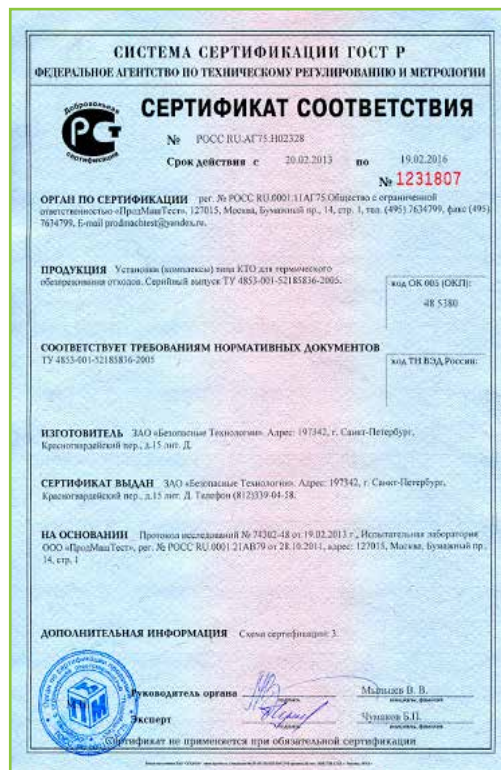 СИСТЕМА СЕРТИФИКАЦИИ ГОСТ Р
ФЕДЕРАЛЬНОЕ АГЕНТСТВО ПО ТЕХНИЧЕСКОМУ РЕГУЛИРОВАНИЮ И МЕТРОЛОГИИ
Добровольная
сертификация
СЕРТИФИКАТ СООТВЕТСТВИЯ
№ РОСС RU.АГ75.Н02328
Срок действия с 20.02.2013 по 19.02.2016
№ 1231807
ОРГАН ПО СЕРТИФИКАЦИИ рег. № РОСС RU.0001.11АГ75.Общество с ограниченной
ответственностью «ПродМашТест». 127015, Москва, Бумажный пр., 14, стр. 1, тел. (495) 7634799, факс (495)
7634799, E-mail prodmachtest@yandex.ru.
ПРОДУКЦИЯ Установки (комплексы) типа КТО для термического
обезвреживания отходов. Серийный выпуск ТУ 4853-001-52185836-2005.
код ОК 005 (ОКП):
48 5380
СООТВЕТСТВУЕТ ТРЕБОВАНИЯМ НОРМАТИВНЫХ ДОКУМЕНТОВ
ТУ 4853-001-52185836-2005
код ТН ВЭД России:
ИЗГОТОВИТЕЛЬ ЗАО «Безопасные Технологии». Адрес: 197342, г. Санкт-Петербург,
Красногвардейский пер., д.15 лит. Д.
СЕРТИФИКАТ ВЫДАН ЗАО «Безопасные Технологии». Адрес: 197342, г. Санкт-Петербург,
Красногвардейский пер., д.15 лит. Д. Телефон (812)339-04-58.
НА ОСНОВАНИИ Протокол исследований № 74302-48 от 19.02.2013 г., Испытательная лаборатория
ООО «ПродМашТест», рег. № РОСС RU.0001.21АВ79 от 28.10.2011, адрес: 127015, Москва, Бумажный пр.,
14, стр. 1
ДОПОЛНИТЕЛЬНАЯ ИНФОРМАЦИЯ Схема сертификации: 3.
Руководитель органа
подпись
В. В.
инициалы, фамилия
Эксперт
подпись
Чумаков Б.П.
инициалы, фамилия
Сертификат не применяется при обязательной сертификации